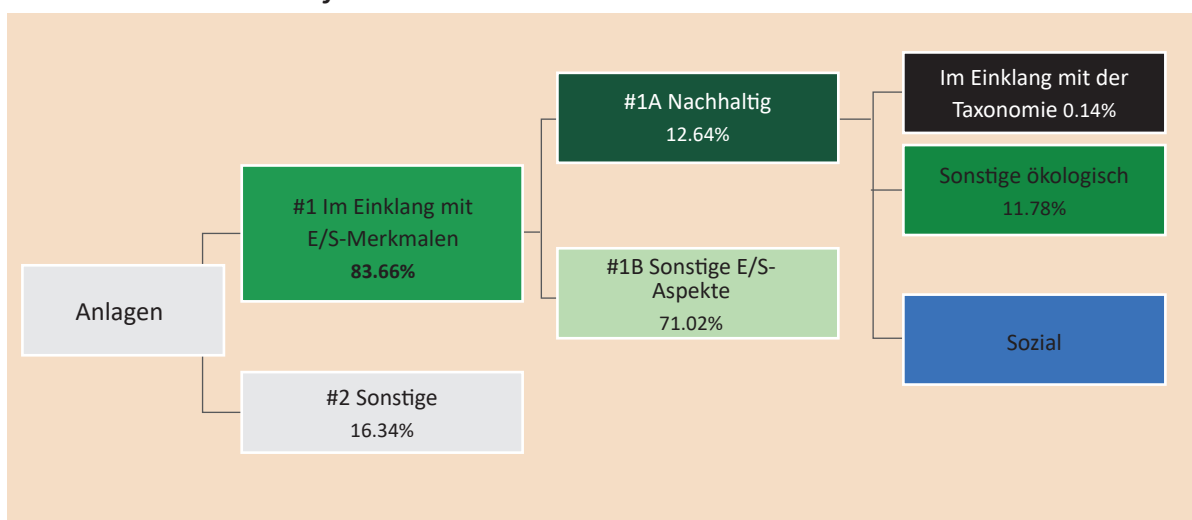 Anlagen
#1 Im Einklang mit
E/S-Merkmalen
83.66%
#2 Sonstige
16.34%
#1A Nachhaltig
12.64%
#1B Sonstige E/S-
Aspekte
71.02%
Im Einklang mit der
Taxonomie 0.14%
Sonstige ökologisch
11.78%
Sozial